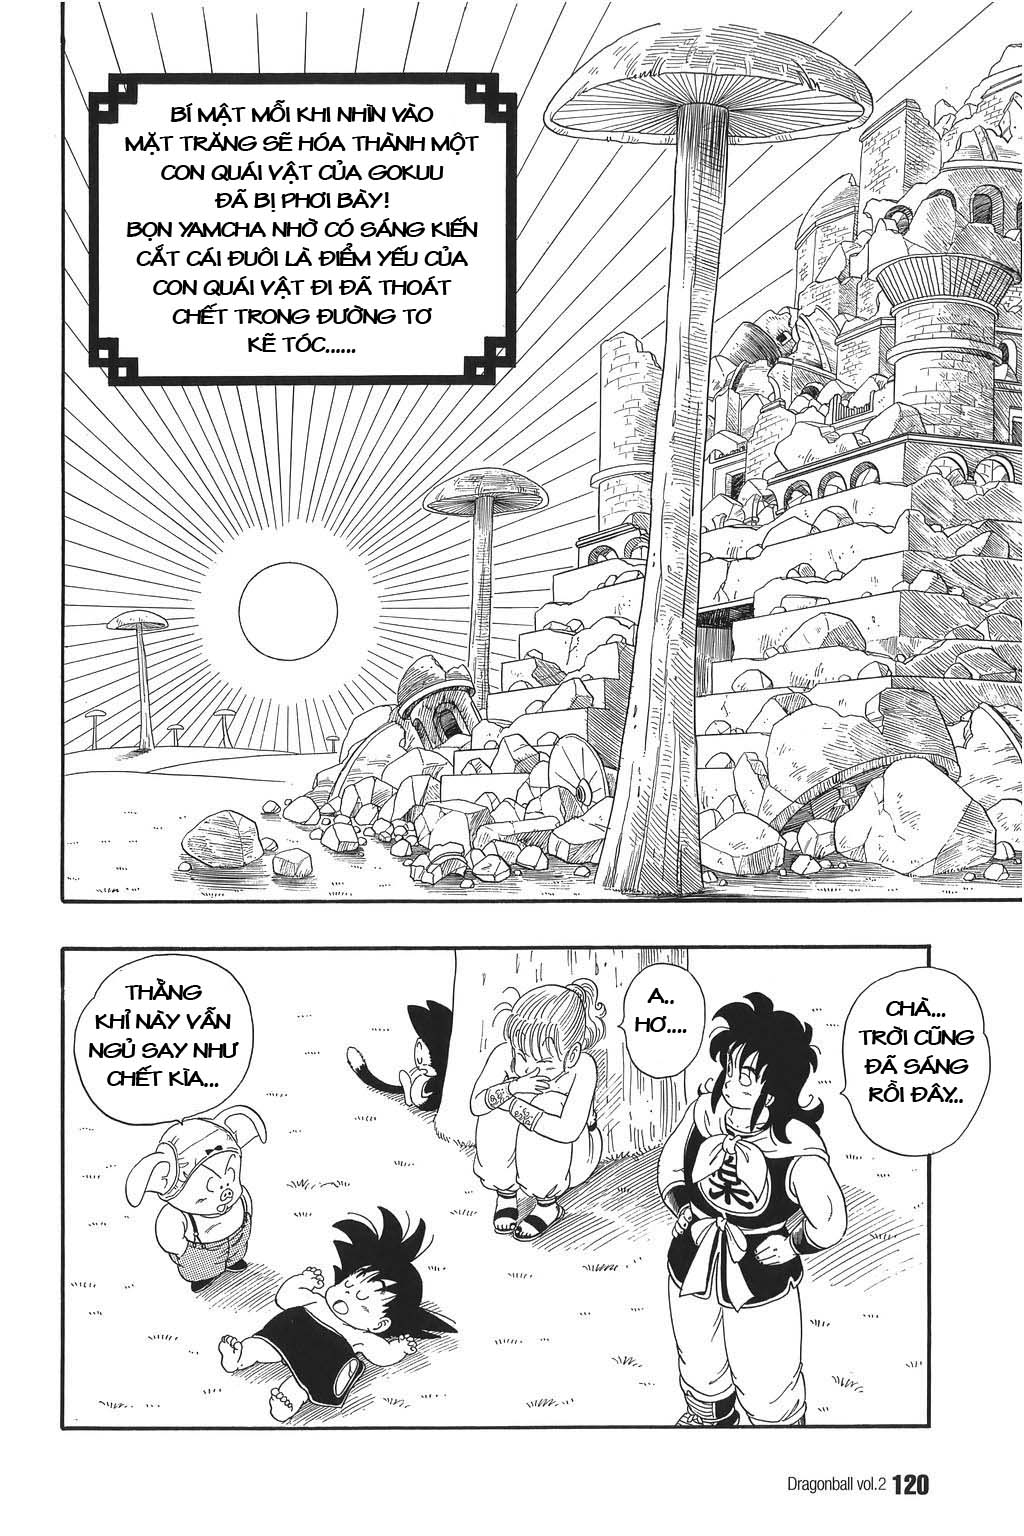 BÍ MẬT MỖI KHI NHÌN VÀO
MẶT TRĂNG SẼ HÓA THÀNH MỘT
CON QUÁI VẬT CỦA GOKUU
ĐÃ BỊ PHƠI BÀY!
BỌN YAMCHA NHỜ CÓ SÁNG KIẾN
CẮT CÁI ĐUÔI LÀ ĐIỂM YẾU CỦA
CON QUÁI VẬT ĐI ĐÃ THOÁT
CHẾT TRONG ĐƯỜNG TƠ
KẼ TÓC......
CHÀ...
TRỜI CŨNG
ĐÃ SÁNG
RỒI ĐÂY...
A..
HƠ....
THẰNG
KHỈ NÀY VẪN
NGỦ SAY NHƯ
CHẾT KÌA...
樂
Dragonball vol.2 120